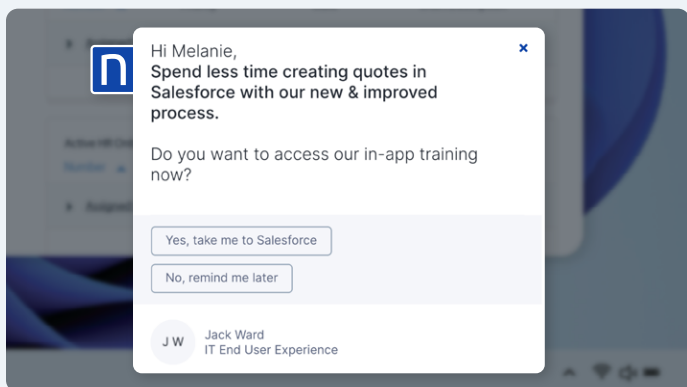 Hi Melanie,
Spend less time creating quotes in
Salesforce with our new & improved
process.
Do you want to access our in-app training
now?
Yes, take me to Salesforce
No, remind me later
J W
Jack Ward
IT End User Experience
n